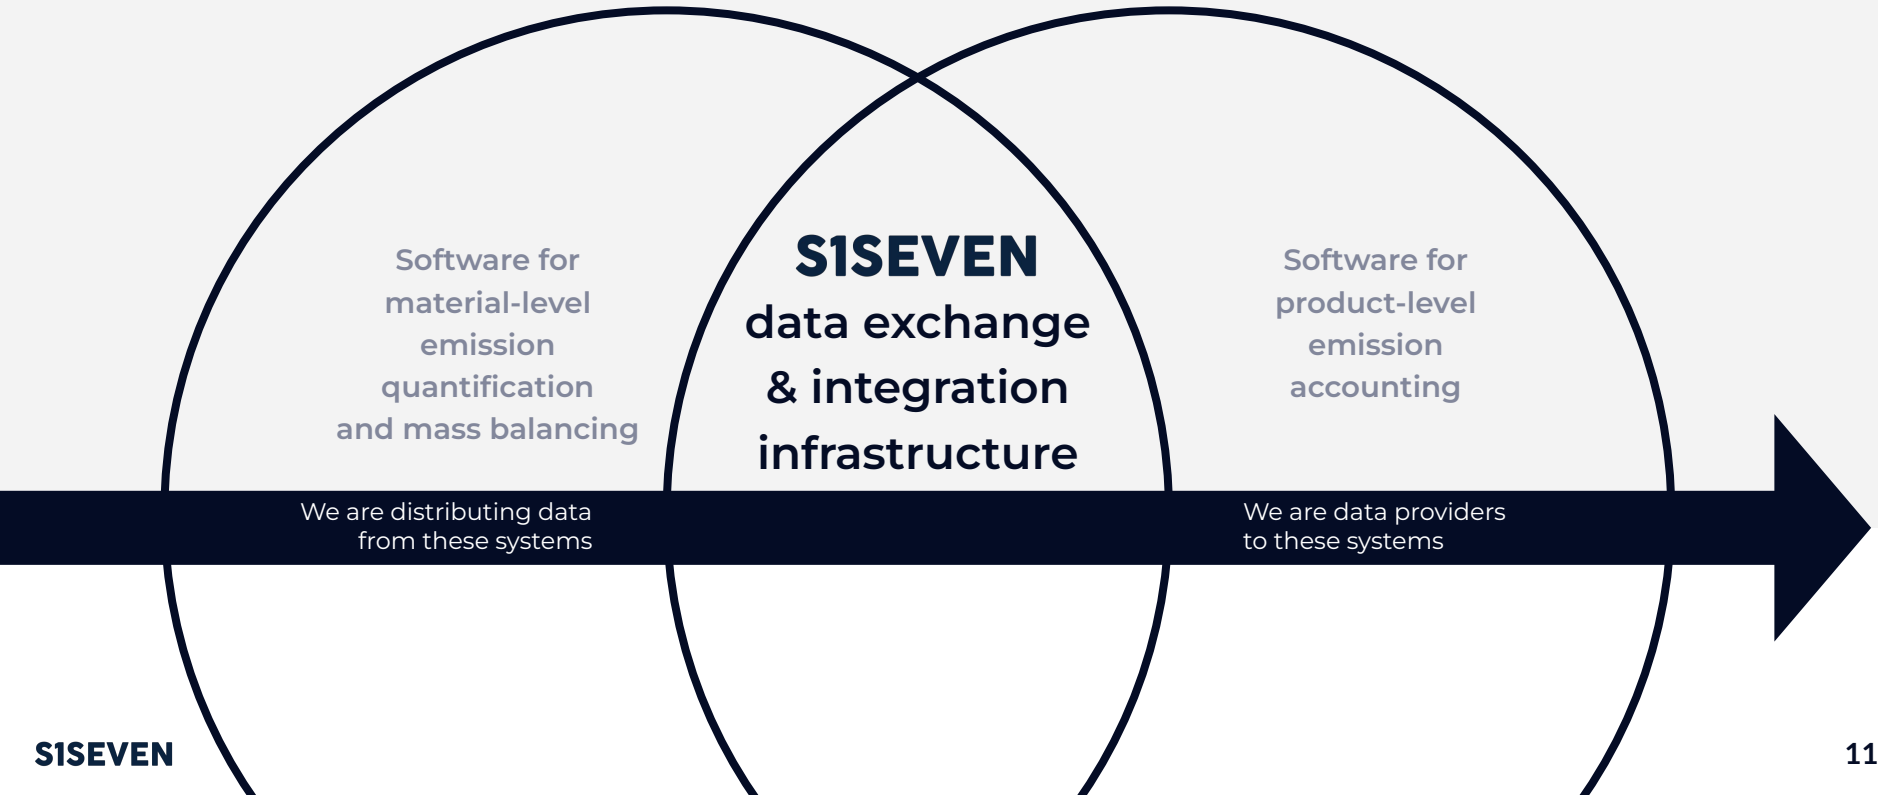 Software for
material-level
emission
quantification
and mass balancing
S1SEVEN
data exchange
& integration
infrastructure
Software for
product-level
emission
accounting
We are distributing data
from these systems
We are data providers
to these systems
S1SEVEN
11